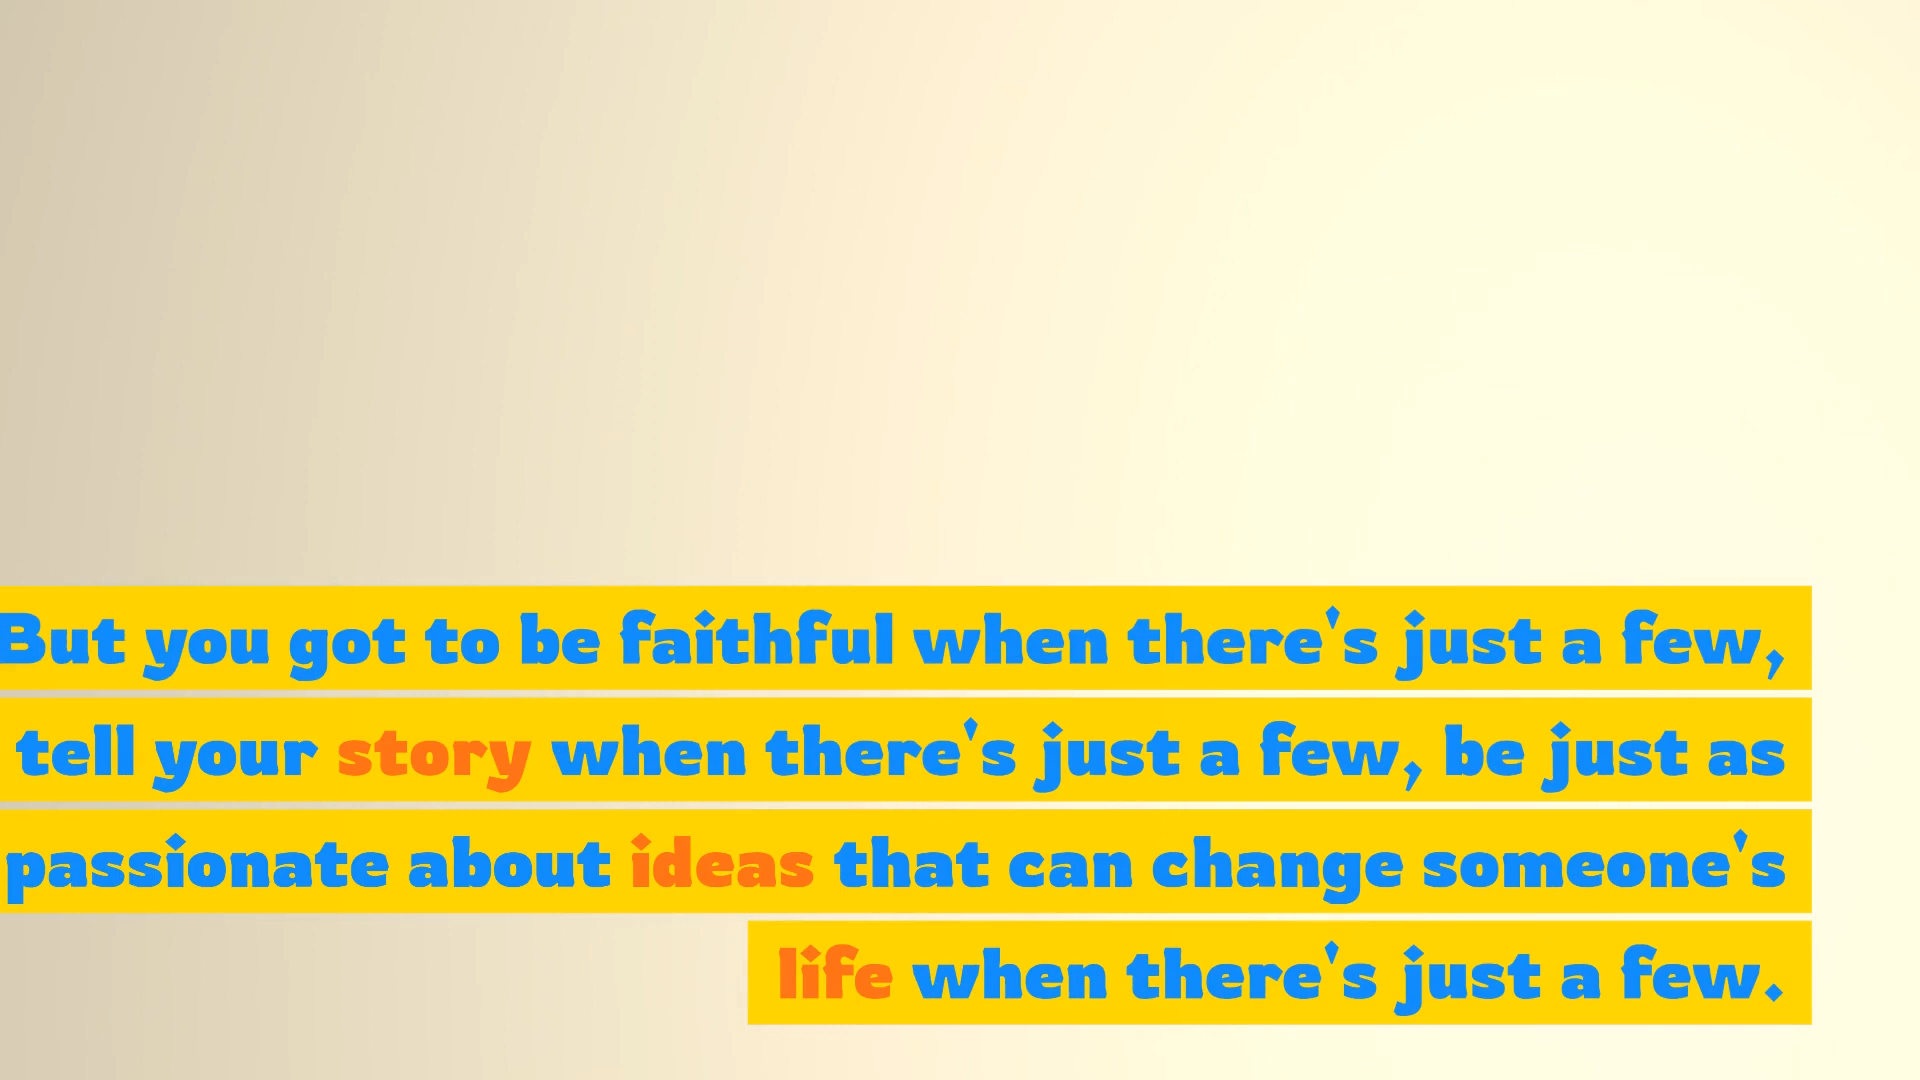 But you got to be faithful when there's just a few,
tell your story when there's just a few, be just as
passionate about ideas that can change someone's
life when there's just a few.